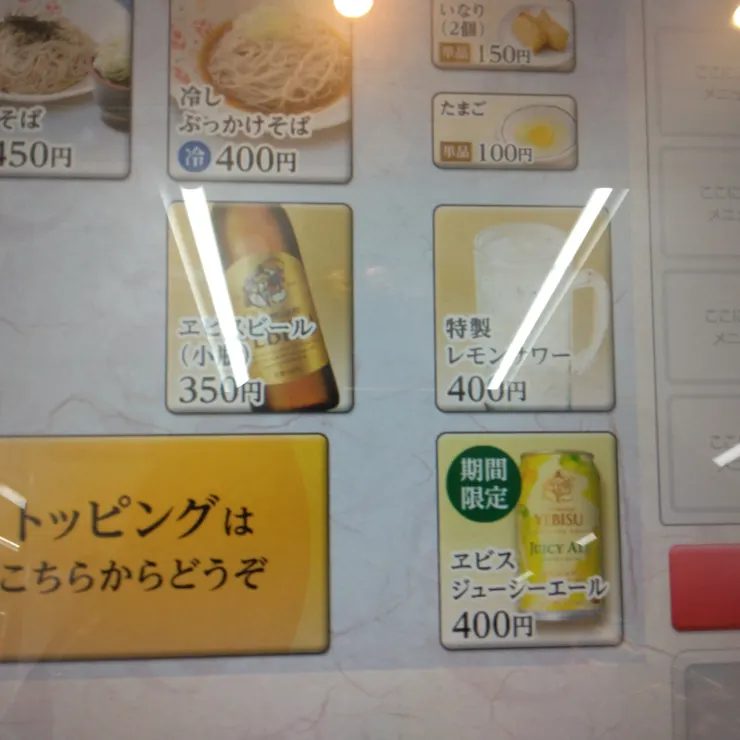 そば
450円
冷し
ぶっかけそば
冷 400円
いなり
(2個)
単品 150円
たまご
単品 100円
ヱビスビール
(小瓶)
350円
特製
レモンサワー
400円
トッピングは
こちらからどうぞ
期間
限定
YEBISU
JUICY ALE
ヱビス
ジューシーエール
400円